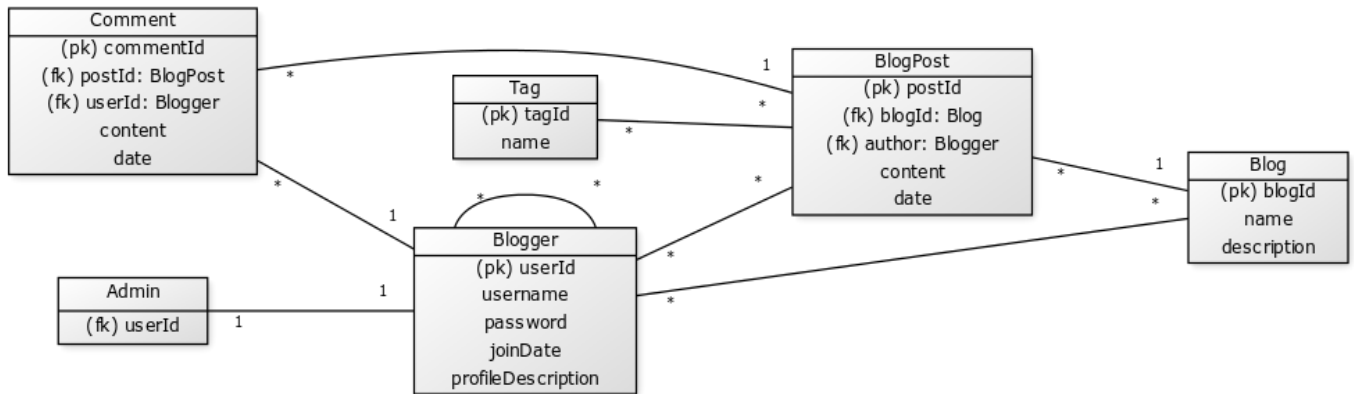 Comment
(pk) commentId
(fk) postId: BlogPost
(fk) userId: Blogger
content
date
*
*
1
*
1
Tag
(pk) tagId
name
*
BlogPost
(pk) postId
(fk) blogId: Blog
(fk) author: Blogger
content
date
*
*
1
*
Blog
(pk) blogId
name
description
*
*
Blogger
(pk) userId
username
password
joinDate
profileDescription
*
*
Admin
(fk) userId
1
1